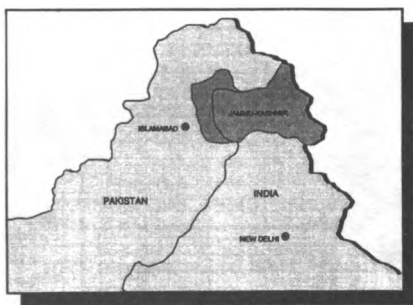 JAMMU-KASHMIR
ISLAMABAD
PAKISTAN
INDIA
NEW DELHI